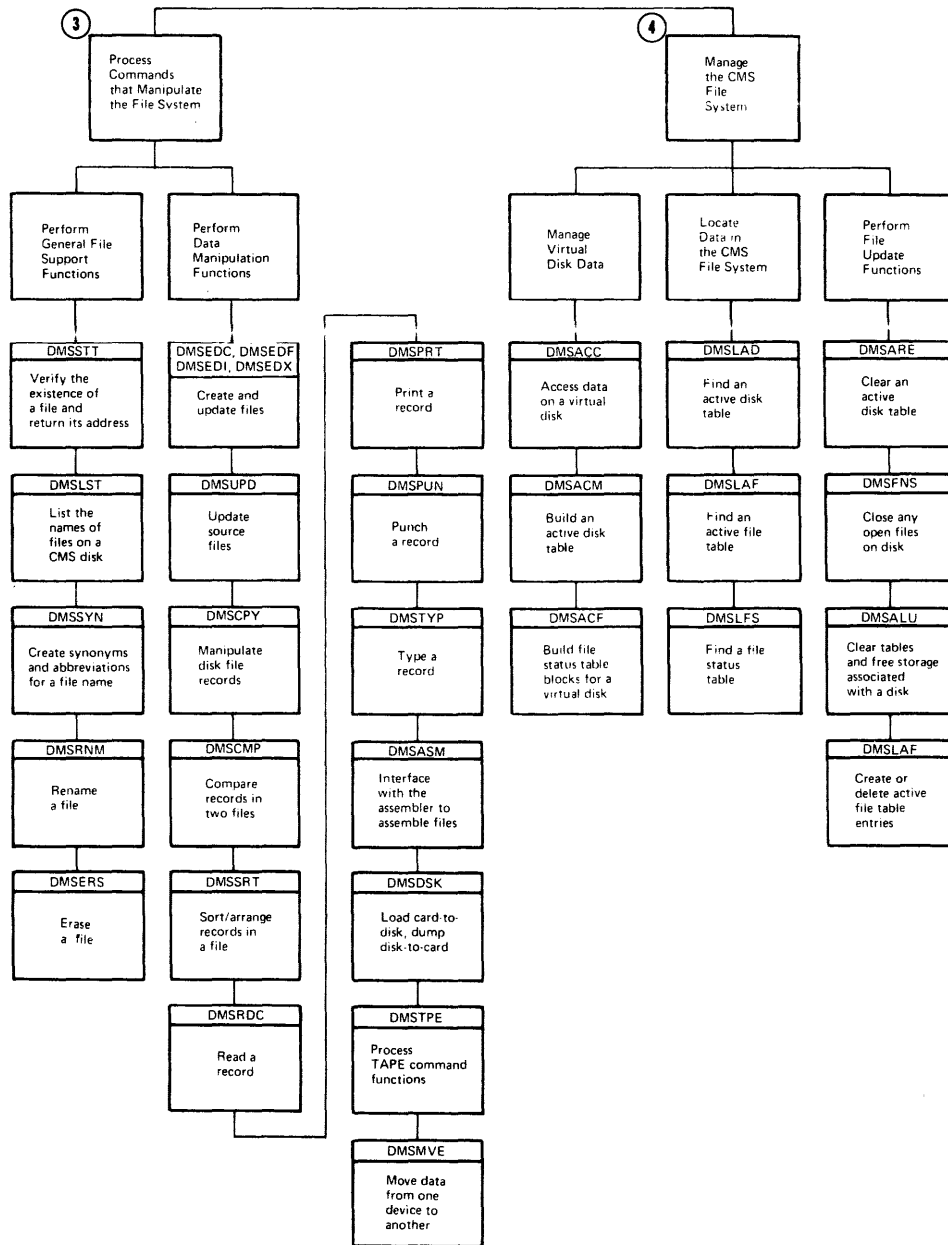 3
Process
Commands
that Manipulate
the File System
4
Manage
the CMS
File
System
Perform
General File
Support
Functions
Perform
Data
Manipulation
Functions
Manage
Virtual
Disk Data
Locate
Data in
the CMS
File System
Perform
File
Update
Functions
DMSSTT
Verify the
existence of
a file and
return its address
DMSLST
List the
names of
files on a
CMS disk
DMSSYN
Create synonyms
and abbreviations
for a file name
DMSRNM
Rename
a file
DMSERS
Erase
a file
DMSEDC, DMSEDF
DMSEDI, DMSEDX
Create and
update files
DMSUPD
Update
source
files
DMSCPY
Manipulate
disk file
records
DMSCMP
Compare
records in
two files
DMSSRT
Sort/arrange
records in
a file
DMSRDC
Read a
record
DMSPRT
Print a
record
DMSPUN
Punch
a record
DMSTYP
Type a
record
DMSASM
Interface
with the
assembler to
assemble files
DMSDSK
Load card-to-
disk, dump
disk-to-card
DMSTPE
Process
TAPE command
functions
DMSMVE
Move data
from one
device to
another
DMSACC
Access data
on a virtual
disk
DMSACM
Build an
active disk
table
DMSACF
Build file
status table
blocks for a
virtual disk
DMSLAD
Find an
active disk
table
DMSLAF
Find an
active file
table
DMSLFS
Find a file
status
table
DMSARE
Clear an
active
disk table
DMSFNS
Close any
open files
on disk
DMSALU
Clear tables
and free storage
associated
with a disk
DMSLAF
Create or
delete active
file table
entries